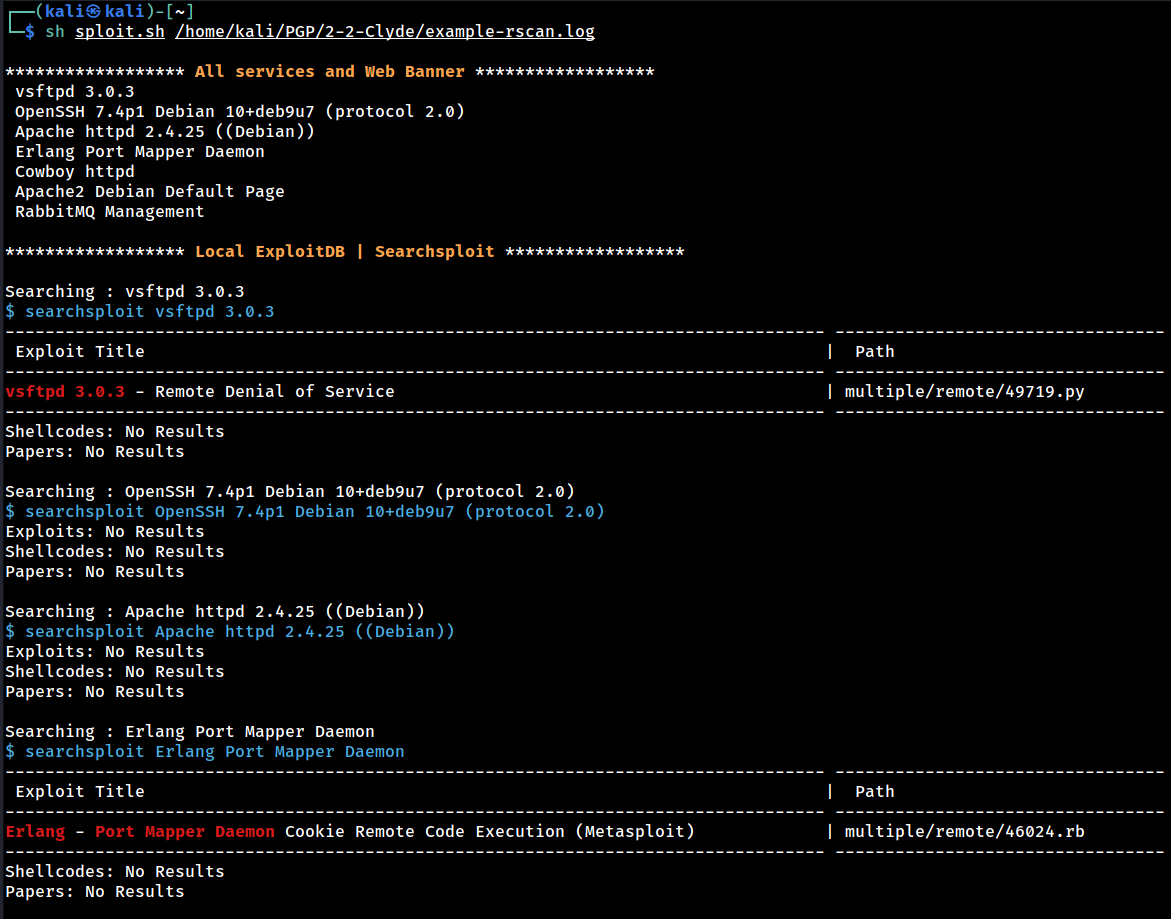 ┌──(kali㉿kali)-[~]
└─$ sh sploit.sh /home/kali/PGP/2-2-Clyde/example-rscan.log
****************** All services and Web Banner ******************
vsftpd 3.0.3
OpenSSH 7.4p1 Debian 10+deb9u7 (protocol 2.0)
Apache httpd 2.4.25 ((Debian))
Erlang Port Mapper Daemon
Cowboy httpd
Apache2 Debian Default Page
RabbitMQ Management
****************** Local ExploitDB | Searchsploit ******************
Searching : vsftpd 3.0.3
$ searchsploit vsftpd 3.0.3
---------------------------------------------------------------------------------- ---------------------------------
Exploit Title | Path
---------------------------------------------------------------------------------- ---------------------------------
vsftpd 3.0.3 - Remote Denial of Service | multiple/remote/49719.py
---------------------------------------------------------------------------------- ---------------------------------
Shellcodes: No Results
Papers: No Results
Searching : OpenSSH 7.4p1 Debian 10+deb9u7 (protocol 2.0)
$ searchsploit OpenSSH 7.4p1 Debian 10+deb9u7 (protocol 2.0)
Exploits: No Results
Shellcodes: No Results
Papers: No Results
Searching : Apache httpd 2.4.25 ((Debian))
$ searchsploit Apache httpd 2.4.25 ((Debian))
Exploits: No Results
Shellcodes: No Results
Papers: No Results
Searching : Erlang Port Mapper Daemon
$ searchsploit Erlang Port Mapper Daemon
---------------------------------------------------------------------------------- ---------------------------------
Exploit Title | Path
---------------------------------------------------------------------------------- ---------------------------------
Erlang - Port Mapper Daemon Cookie Remote Code Execution (Metasploit) | multiple/remote/46024.rb
---------------------------------------------------------------------------------- ---------------------------------
Shellcodes: No Results
Papers: No Results